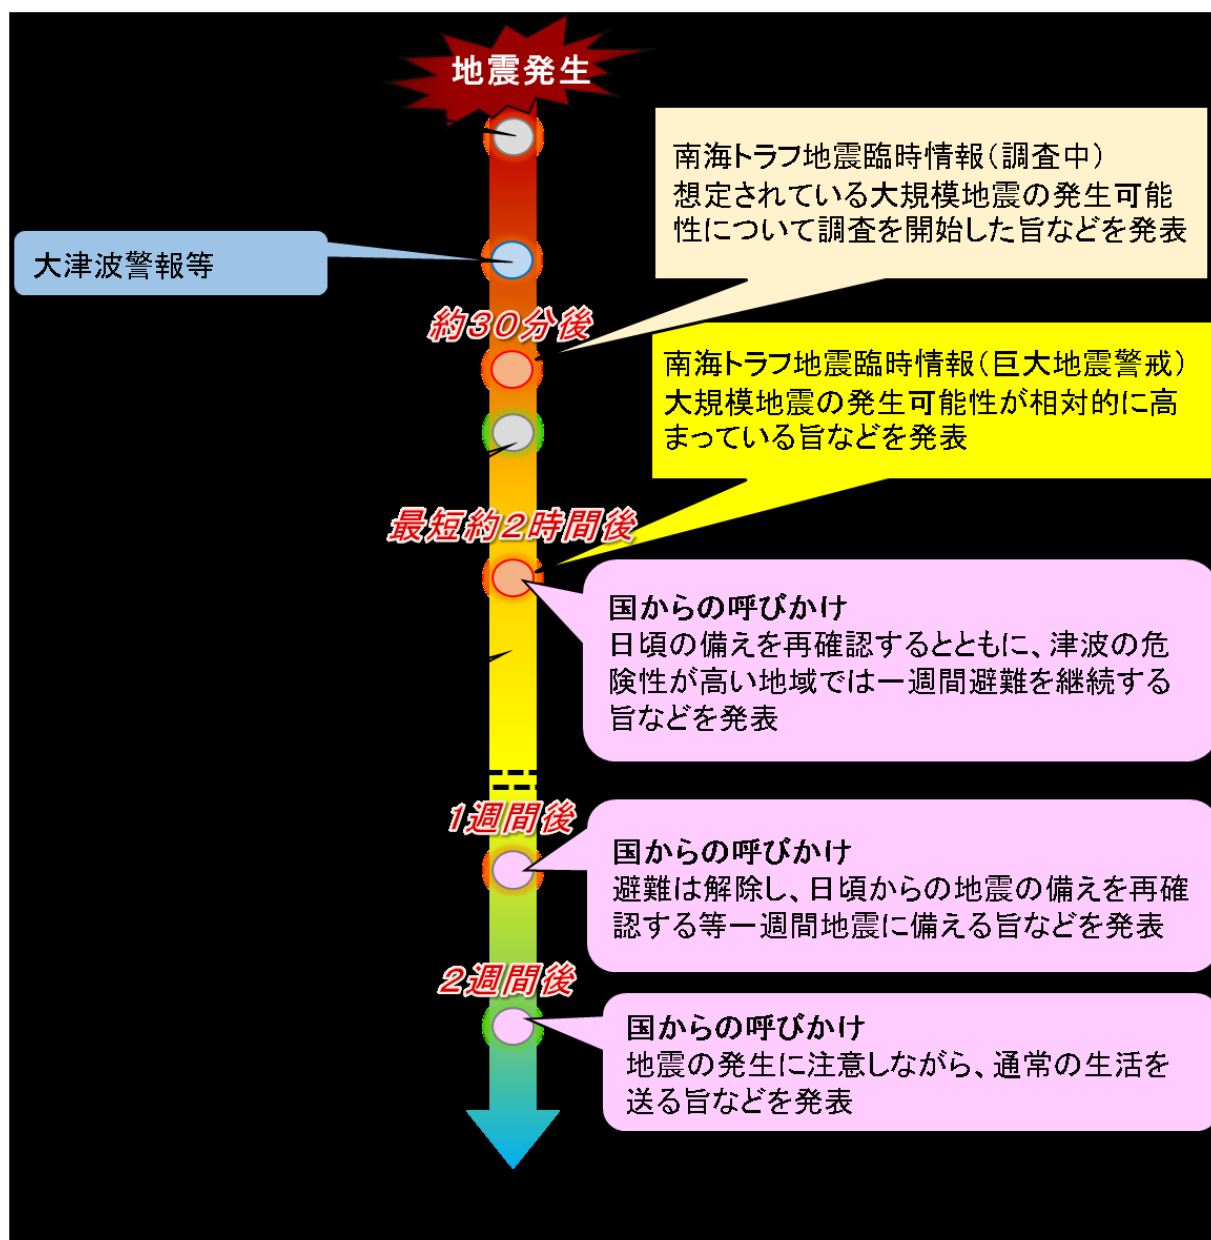 地震発生
南海トラフ地震臨時情報（調査中）
想定されている大規模地震の発生可能
性について調査を開始した旨などを発表
大津波警報等
約３０分後
南海トラフ地震臨時情報（巨大地震警戒）
大規模地震の発生可能性が相対的に高
まっている旨などを発表
最短約２時間後
国からの呼びかけ
日頃の備えを再確認するとともに、津波の危
険性が高い地域では一週間避難を継続する
旨などを発表
1週間後
国からの呼びかけ
避難は解除し、日頃からの地震の備えを再確
認する等一週間地震に備える旨などを発表
２週間後
国からの呼びかけ
地震の発生に注意しながら、通常の生活を
送る旨などを発表